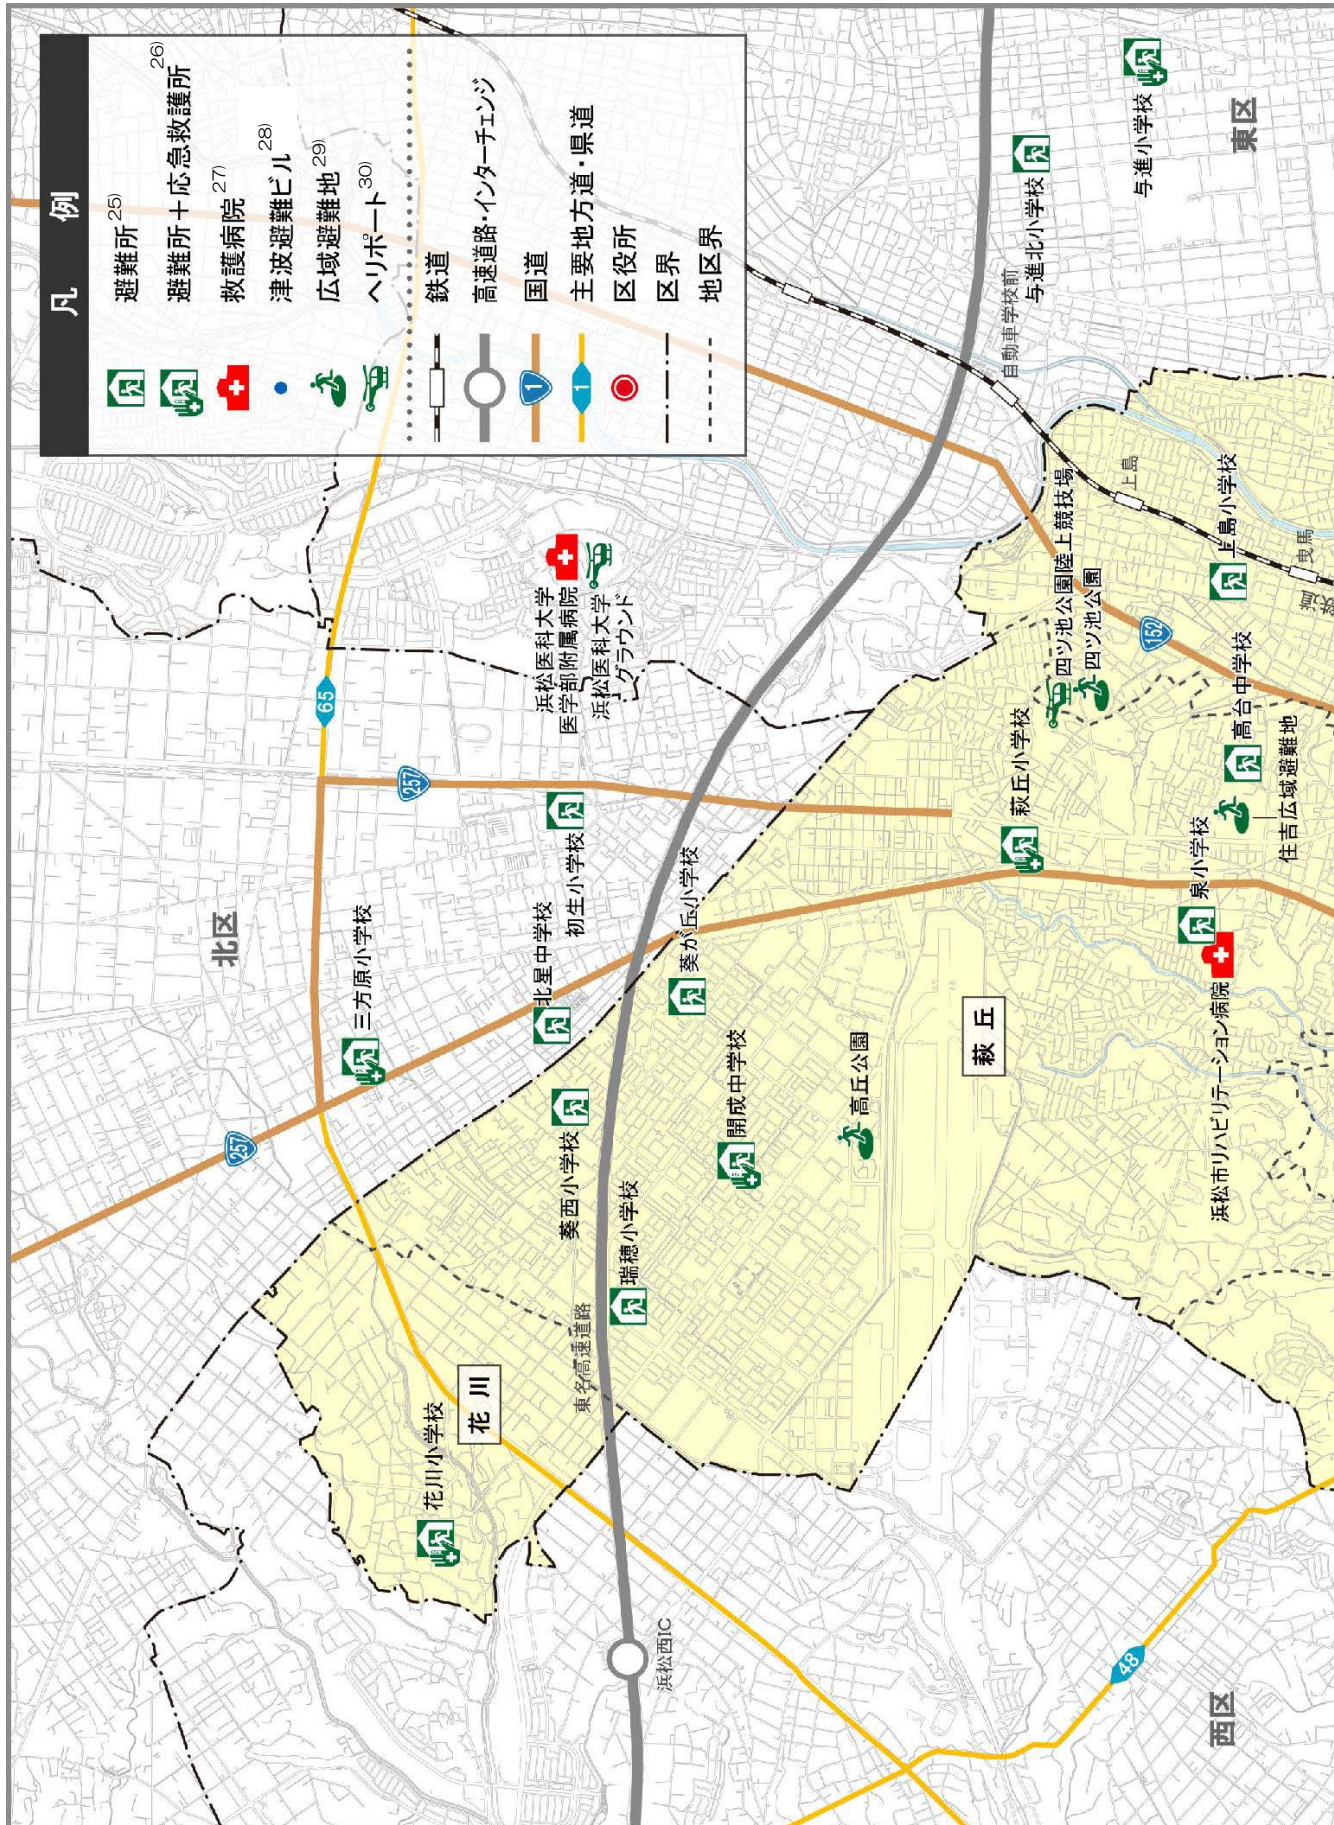 凡例
避難所25)
避難所＋応急救護所26)
救護病院27)
津波避難ビル28)
広域避難地29)
ヘリポート30)
鉄道
高速道路・インターチェンジ
1
国道
1
主要地方道・県道
区役所
区界
地区界
北区
257
65
257
三方原小学校
北星中学校
初生小学校
浜松医科大学
医学部附属病院
浜松医科大学
グラウンド
花川小学校
花川
葵西小学校
東名高速道路
瑞穂小学校
葵が丘小学校
開成中学校
高丘公園
萩丘
浜松西IC
萩丘小学校
四ツ池公園陸上競技場
四ツ池公園
自動車学校前
与進北小学校
与進小学校
東区
上島
上島小学校
曳馬
鉄道
152
高台中学校
住吉広域避難地
泉小学校
浜松市リハビリテーション病院
48
西区